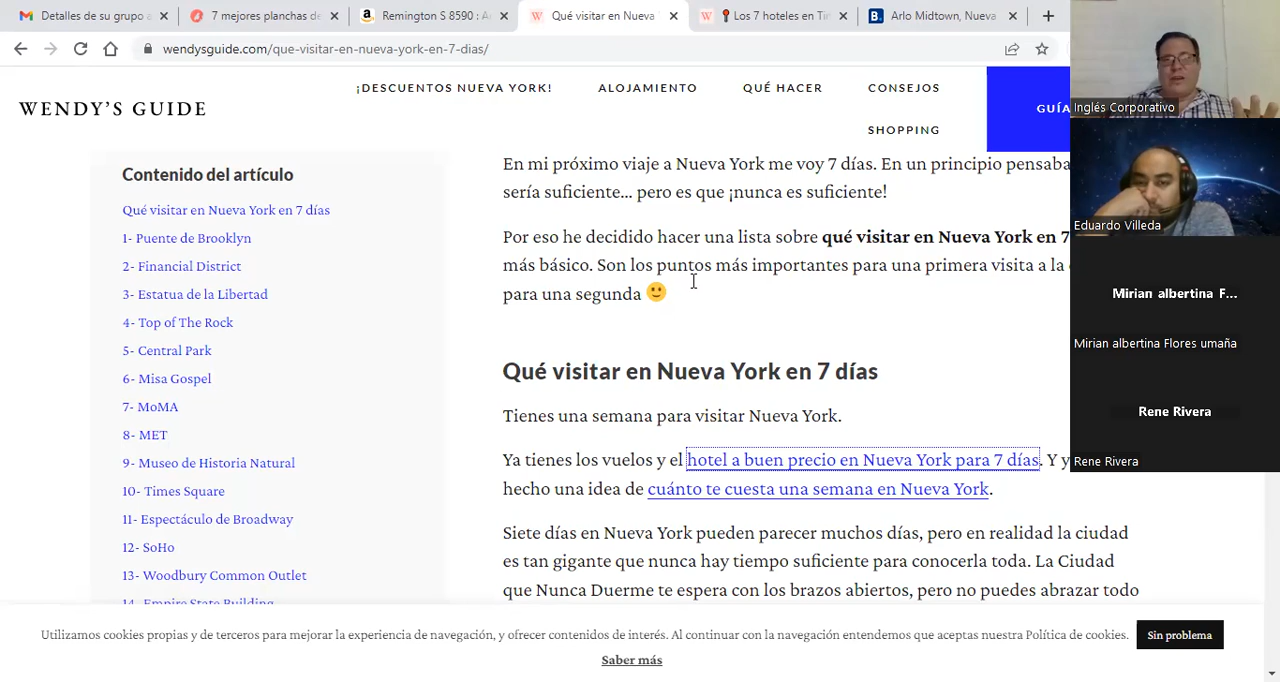 Detalles de su grupo a
7 mejores planchas de
Remington S 8590 : A
Qué visitar en Nueva
Los 7 hoteles en Tim
Arlo Midtown, Nueva
wendysguide.com/que-visitar-en-nueva-york-en-7-dias/
WENDY'S GUIDE
¡DESCUENTOS NUEVA YORK!
ALOJAMIENTO
QUÉ HACER
CONSEJOS
SHOPPING
GUÍA
Contenido del artículo
Qué visitar en Nueva York en 7 días
1- Puente de Brooklyn
2- Financial District
3- Estatua de la Libertad
4- Top of The Rock
5- Central Park
6- Misa Gospel
7- MoMA
8- MET
9- Museo de Historia Natural
10- Times Square
11- Espectáculo de Broadway
12- SoHo
13- Woodbury Common Outlet
14- Empire State Building
En mi próximo viaje a Nueva York me voy 7 días. En un principio pensaba
sería suficiente... pero es que ¡nunca es suficiente!
Por eso he decidido hacer una lista sobre qué visitar en Nueva York en 7
más básico. Son los puntos más importantes para una primera visita a la
para una segunda 🙂
Qué visitar en Nueva York en 7 días
Tienes una semana para visitar Nueva York.
Ya tienes los vuelos y el hotel a buen precio en Nueva York para 7 días. Y y
hecho una idea de cuánto te cuesta una semana en Nueva York.
Siete días en Nueva York pueden parecer muchos días, pero en realidad la ciudad
es tan gigante que nunca hay tiempo suficiente para conocerla toda. La Ciudad
que Nunca Duerme te espera con los brazos abiertos, pero no puedes abrazar todo
Utilizamos cookies propias y de terceros para mejorar la experiencia de navegación, y ofrecer contenidos de interés. Al continuar con la navegación entendemos que aceptas nuestra Política de cookies.
Sin problema
Saber más
Inglés Corporativo
Eduardo Villeda
Mirian albertina F...
Mirian albertina Flores umaña
Rene Rivera
Rene Rivera